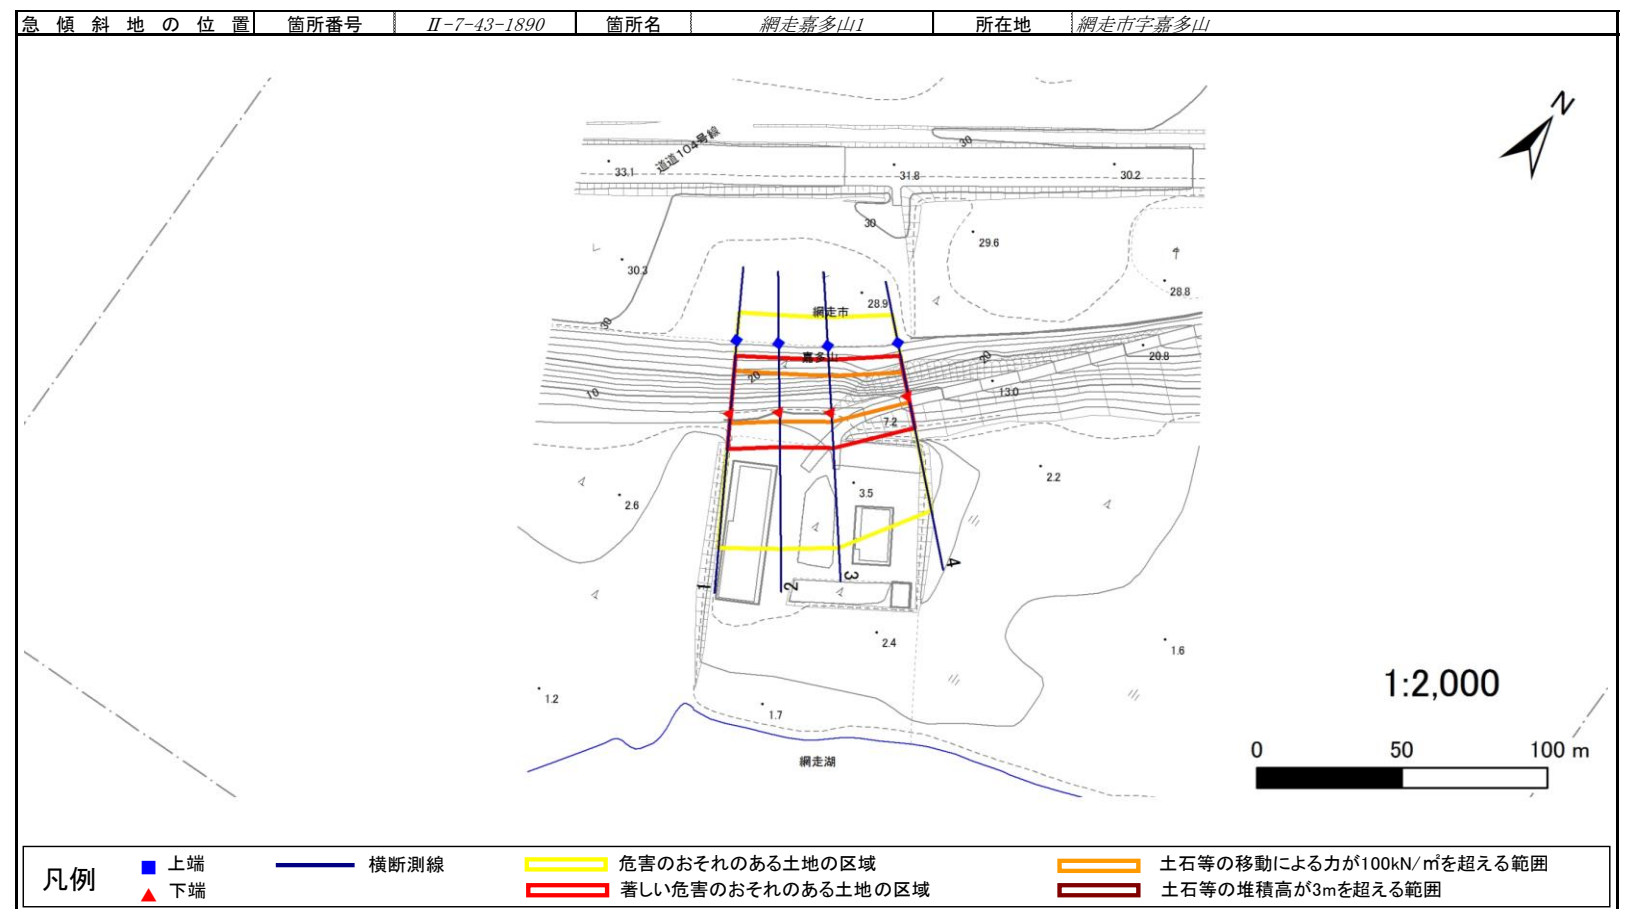 急傾斜地の位置 箇所番号 Ⅱ-7-43-1890 箇所名 網走嘉多山1 所在地 網走市字嘉多山
N
道道104号線
30
33.1
31.8
30.2
30
29.6
30.3
28.8
28.9
網走市
30
嘉多山
20
20.8
20
10
13.0
7.2
2.2
3.5
2.6
1
2
3
4
2.4
1.6
1:2,000
1.2
1.7
0 50 100 m
網走湖
凡例
上端
横断測線
危害のおそれのある土地の区域
土石等の移動による力が100kN/㎡を超える範囲
下端
著しい危害のおそれのある土地の区域
土石等の堆積高が3mを超える範囲